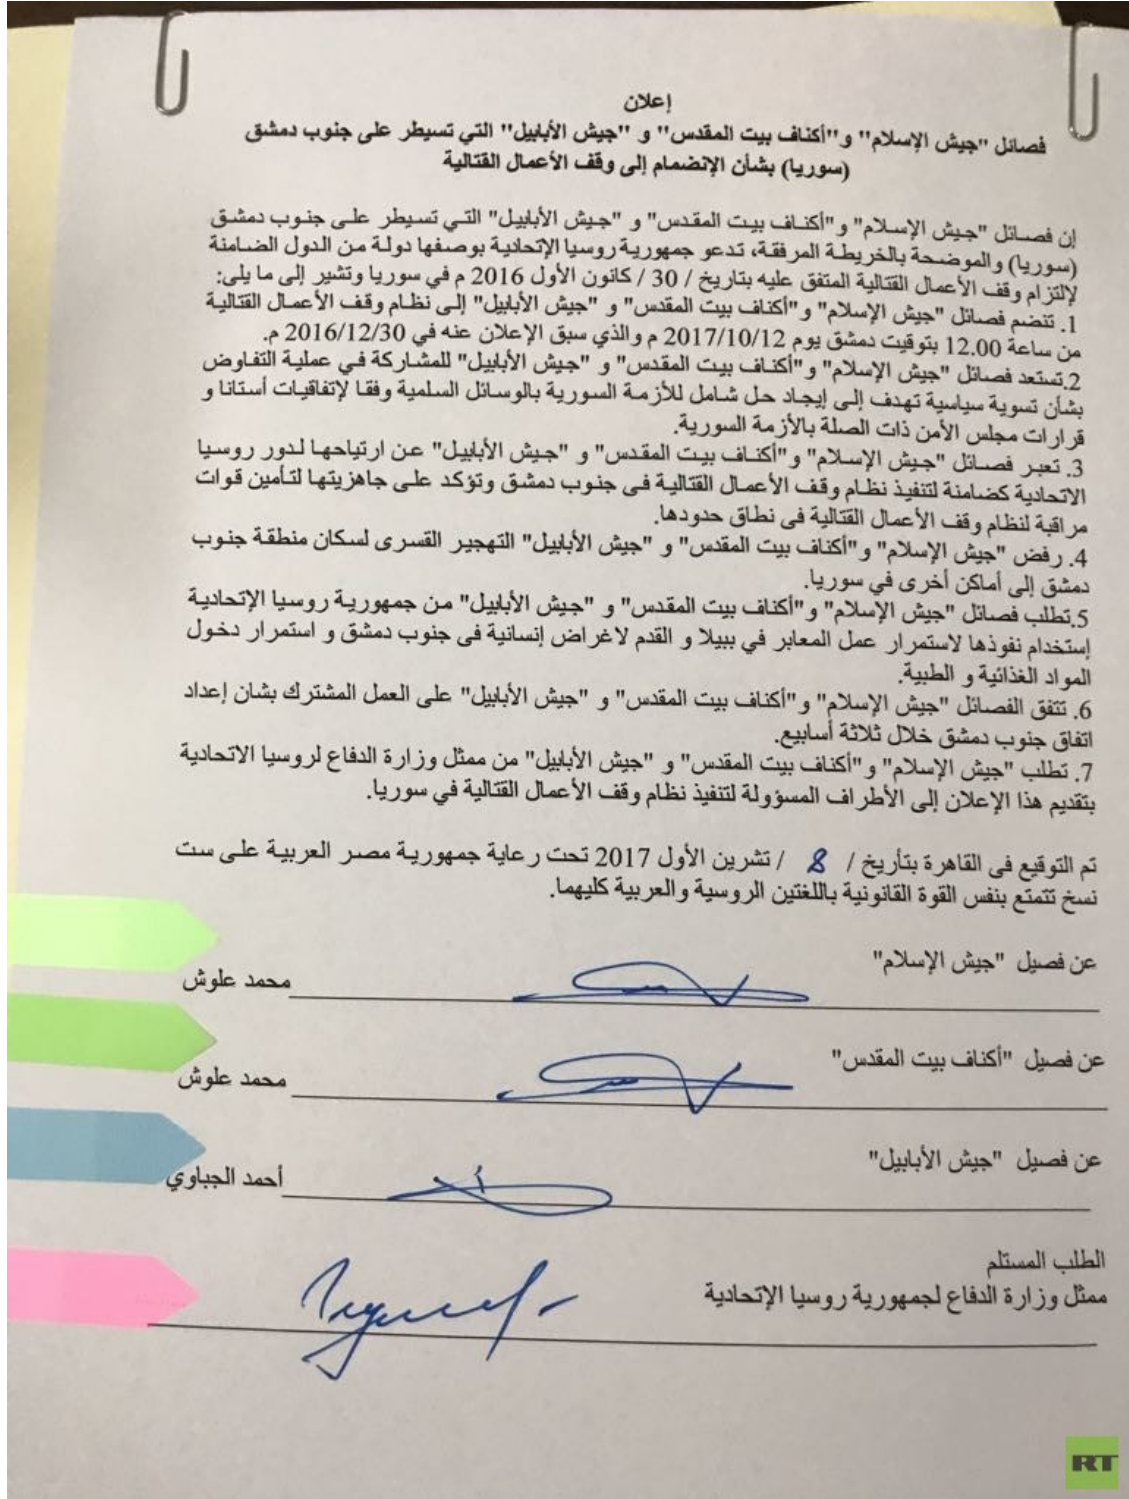 إعلان
فصائل "جيش الإسلام" و"أكناف بيت المقدس" و "جيش الأبابيل" التي تسيطر على جنوب دمشق
(سوريا) بشأن الإنضمام إلى وقف الأعمال القتالية
إن فصائل "جيش الإسلام" و"أكناف بيت المقدس" و "جيش الأبابيل" التي تسيطر على جنوب دمشق
(سوريا) والموضحة بالخريطة المرفقة، تدعو جمهورية روسيا الإتحادية بوصفها دولة من الدول الضامنة
لإلتزام وقف الأعمال القتالية المتفق عليه بتاريخ / 30 / كانون الأول 2016 م في سوريا وتشير إلى ما يلى:
1. تنضم فصائل "جيش الإسلام" و"أكناف بيت المقدس" و "جيش الأبابيل" إلى نظام وقف الأعمال القتالية
من ساعة 12.00 بتوقيت دمشق يوم 2017/10/12 م والذي سبق الإعلان عنه في 2016/12/30 م.
2.تستعد فصائل "جيش الإسلام" و"أكناف بيت المقدس" و "جيش الأبابيل" للمشاركة في عملية التفاوض
بشأن تسوية سياسية تهدف إلى إيجاد حل شامل للأزمة السورية بالوسائل السلمية وفقا لإتفاقيات أستانا و
قرارات مجلس الأمن ذات الصلة بالأزمة السورية.
3. تعبر فصائل "جيش الإسلام" و"أكناف بيت المقدس" و "جيش الأبابيل" عن ارتياحها لدور روسيا
الاتحادية كضامنة لتنفيذ نظام وقف الأعمال القتالية فى جنوب دمشق وتؤكد على جاهزيتها لتأمين قوات
مراقبة لنظام وقف الأعمال القتالية فى نطاق حدودها.
4. رفض "جيش الإسلام" و"أكناف بيت المقدس" و "جيش الأبابيل" التهجير القسرى لسكان منطقة جنوب
دمشق إلى أماكن أخرى في سوريا.
5.تطلب فصائل "جيش الإسلام" و"أكناف بيت المقدس" و "جيش الأبابيل" من جمهورية روسيا الإتحادية
إستخدام نفوذها لاستمرار عمل المعابر في ببيلا و القدم لاغراض إنسانية فى جنوب دمشق و استمرار دخول
المواد الغذائية و الطبية.
6. تتفق الفصائل "جيش الإسلام" و"أكناف بيت المقدس" و "جيش الأبابيل" على العمل المشترك بشان إعداد
اتفاق جنوب دمشق خلال ثلاثة أسابيع.
7. تطلب "جيش الإسلام" و"أكناف بيت المقدس" و "جيش الأبابيل" من ممثل وزارة الدفاع لروسيا الاتحادية
بتقديم هذا الإعلان إلى الأطراف المسؤولة لتنفيذ نظام وقف الأعمال القتالية في سوريا.
تم التوقيع فى القاهرة بتأريخ / 8 / تشرين الأول 2017 تحت رعاية جمهورية مصر العربية على ست
نسخ تتمتع بنفس القوة القانونية باللغتين الروسية والعربية كليهما.
عن فصيل "جيش الإسلام"
محمد علوش
عن فصيل "أكناف بيت المقدس"
محمد علوش
عن فصيل "جيش الأبابيل"
أحمد الجباوي
الطلب المستلم
ممثل وزارة الدفاع لجمهورية روسيا الإتحادية
RT